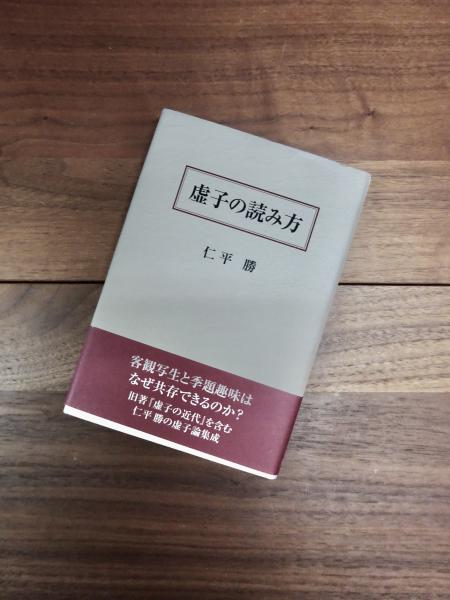 虚子の読み方
仁平 勝
客観写生と季題趣味は
なぜ共存できるのか?
旧著『虚子の近代』を含む
仁平 勝の虚子論集成